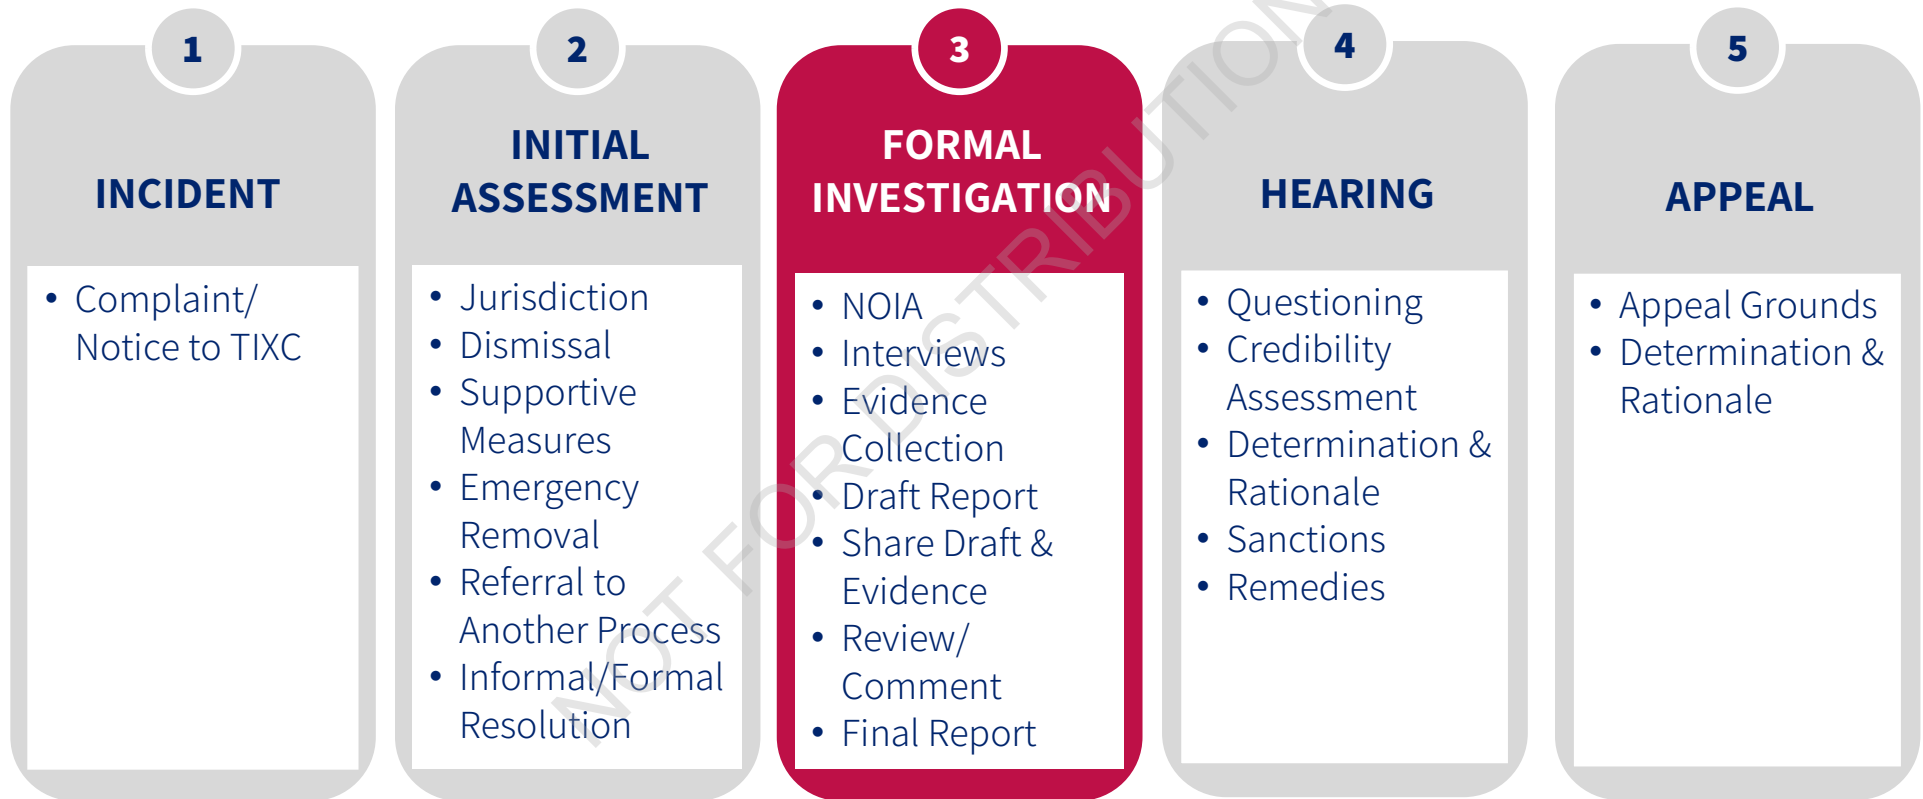 1
INCIDENT
• Complaint/
Notice to TIXC
2
INITIAL
ASSESSMENT
• Jurisdiction
• Dismissal
• Supportive
Measures
• Emergency
Removal
• Referral to
Another Process
• Informal/Formal
Resolution
3
FORMAL
INVESTIGATION
• NOIA
• Interviews
• Evidence
Collection
• Draft Report
• Share Draft &
Evidence
• Review/
Comment
• Final Report
4
HEARING
• Questioning
• Credibility
Assessment
• Determination &
Rationale
• Sanctions
• Remedies
5
APPEAL
• Appeal Grounds
• Determination &
Rationale
NOT FOR DISTRIBUTION